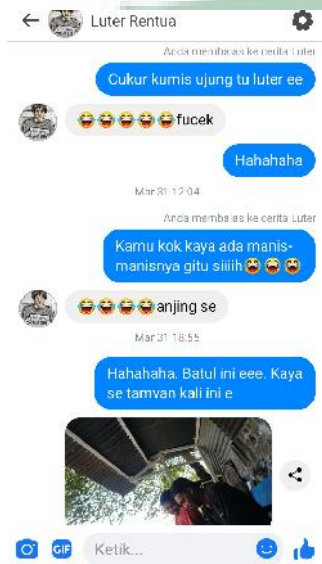 Luter Rentua
Anda membalas ke cerita Luter
Cukur kumis ujung tu luter ee
😂😂😂😂😂fucek
Hahahaha
Mar 31 12:04
Anda membalas ke cerita Luter
Kamu kok kaya ada manis-
manisnya gitu siiiih😂😂😂
😂😂😂😂anjing se
Mar 31 18:55
Hahahaha. Batul ini eee. Kaya
se tamvan kali ini e
GIF
Ketik...